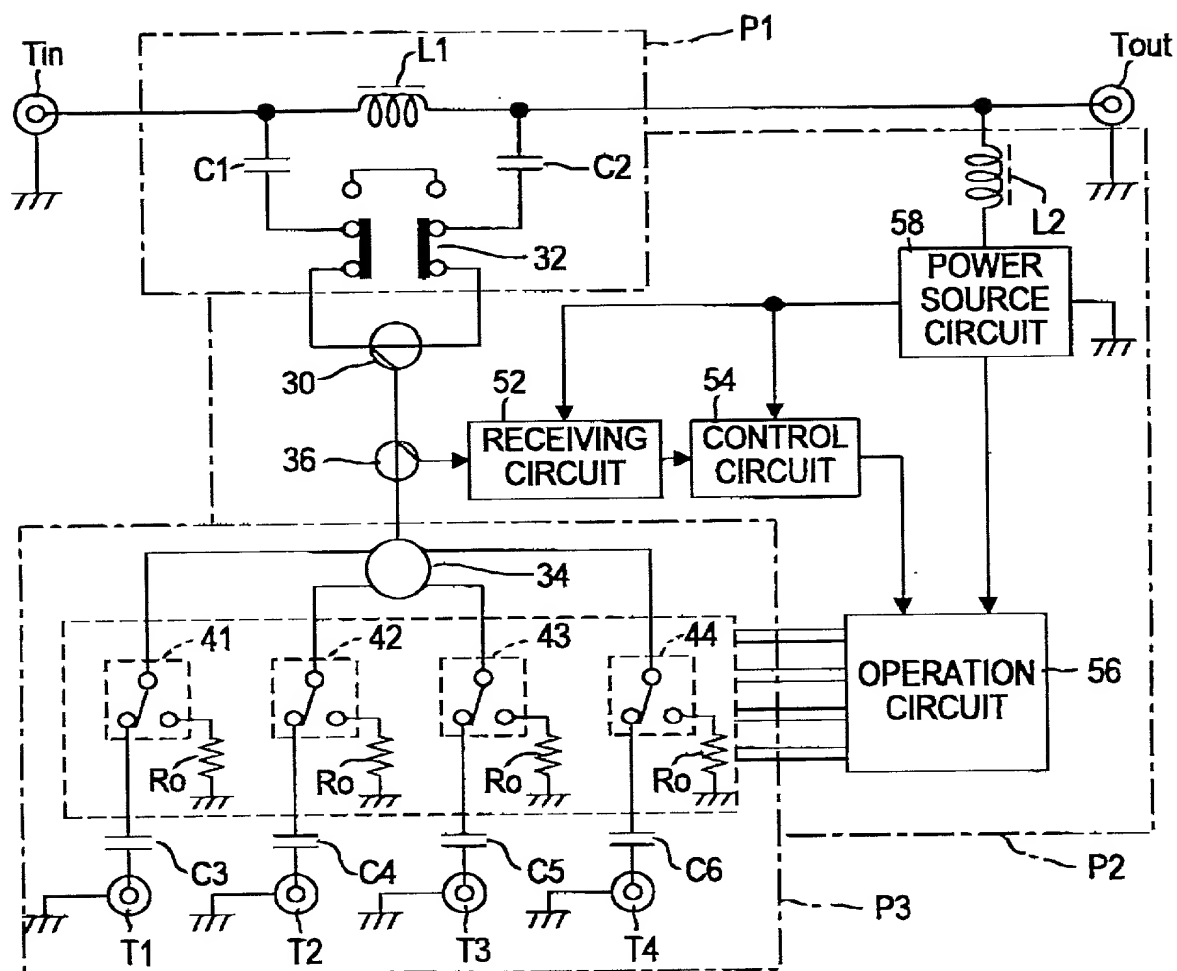 P1
Tin
L1
Tout
C1
C2
L2
58
32
POWER
SOURCE
CIRCUIT
30
52
54
RECEIVING
CIRCUIT
CONTROL
CIRCUIT
36
34
41
42
43
44
OPERATION
CIRCUIT
56
Ro
Ro
Ro
Ro
C3
C4
C5
C6
P2
P3
T1
T2
T3
T4